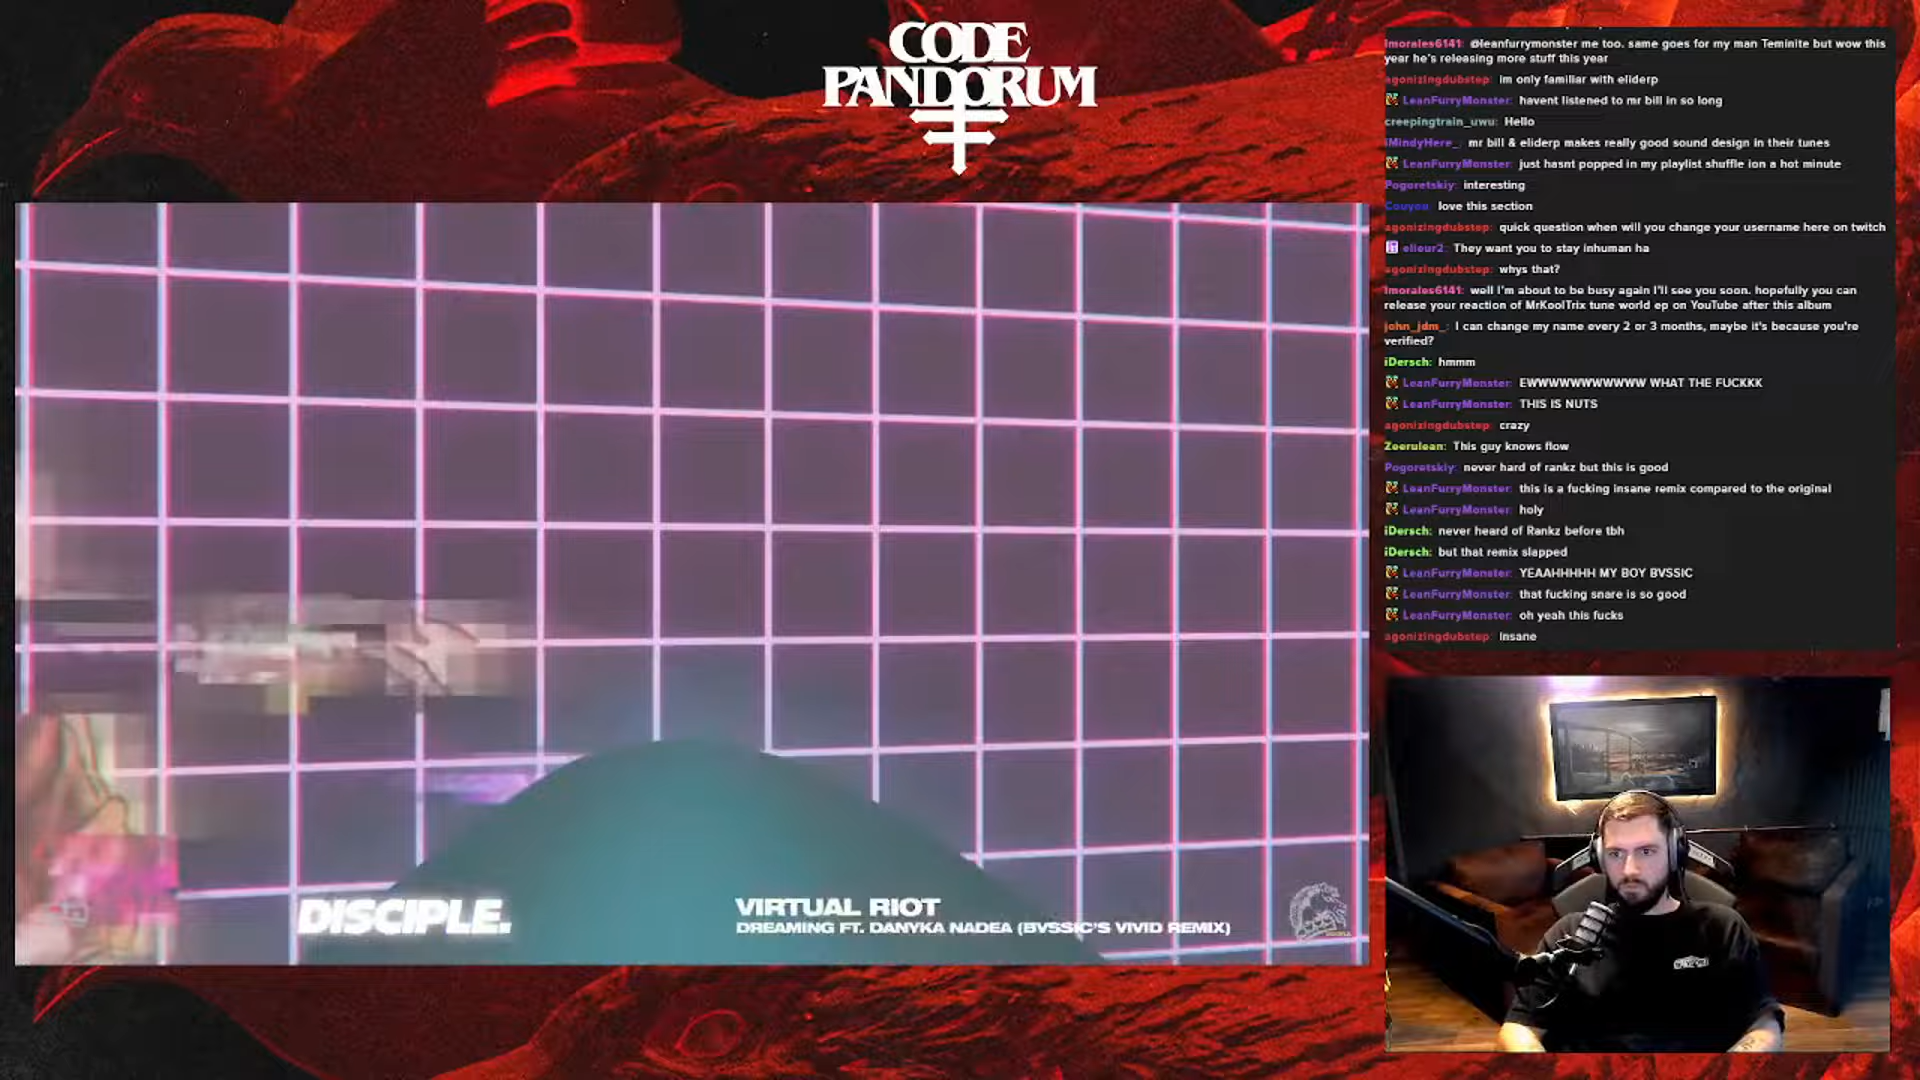 CODE
PANDORUM
lmorales6141: @leanfurrymonster me too. same goes for my man Teminite but wow this
year he's releasing more stuff this year
agonizingdubstep: im only familiar with eliderp
LeanFurryMonster: havent listened to mr bill in so long
creepingtrain_uwu: Hello
iMindyHere_: mr bill & eliderp makes really good sound design in their tunes
LeanFurryMonster: just hasnt popped in my playlist shuffle ion a hot minute
Pogoretskiy: interesting
Couyou: love this section
agonizingdubstep: quick question when will you change your username here on twitch
elieur2: They want you to stay inhuman ha
agonizingdubstep: whys that?
lmorales6141: well I'm about to be busy again I'll see you soon. hopefully you can
release your reaction of MrKoolTrix tune world ep on YouTube after this album
john_jdm_: I can change my name every 2 or 3 months, maybe it's because you're
verified?
iDersch: hmmm
LeanFurryMonster: EWWWWWWWWWWW WHAT THE FUCKKK
LeanFurryMonster: THIS IS NUTS
agonizingdubstep: crazy
Zeerulean: This guy knows flow
Pogoretskiy: never hard of rankz but this is good
LeanFurryMonster: this is a fucking insane remix compared to the original
LeanFurryMonster: holy
iDersch: never heard of Rankz before tbh
iDersch: but that remix slapped
LeanFurryMonster: YEAAHHHHH MY BOY BVSSIC
LeanFurryMonster: that fucking snare is so good
LeanFurryMonster: oh yeah this fucks
agonizingdubstep: Insane
DISCIPLE.
VIRTUAL RIOT
DREAMING FT. DANYKA NADEA (BVSSIC'S VIVID REMIX)